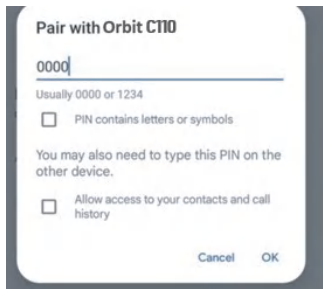 Pair with Orbit C110
0000
Usually 0000 or 1234
PIN contains letters or symbols
You may also need to type this PIN on the
other device.
Allow access to your contacts and call
history
Cancel OK